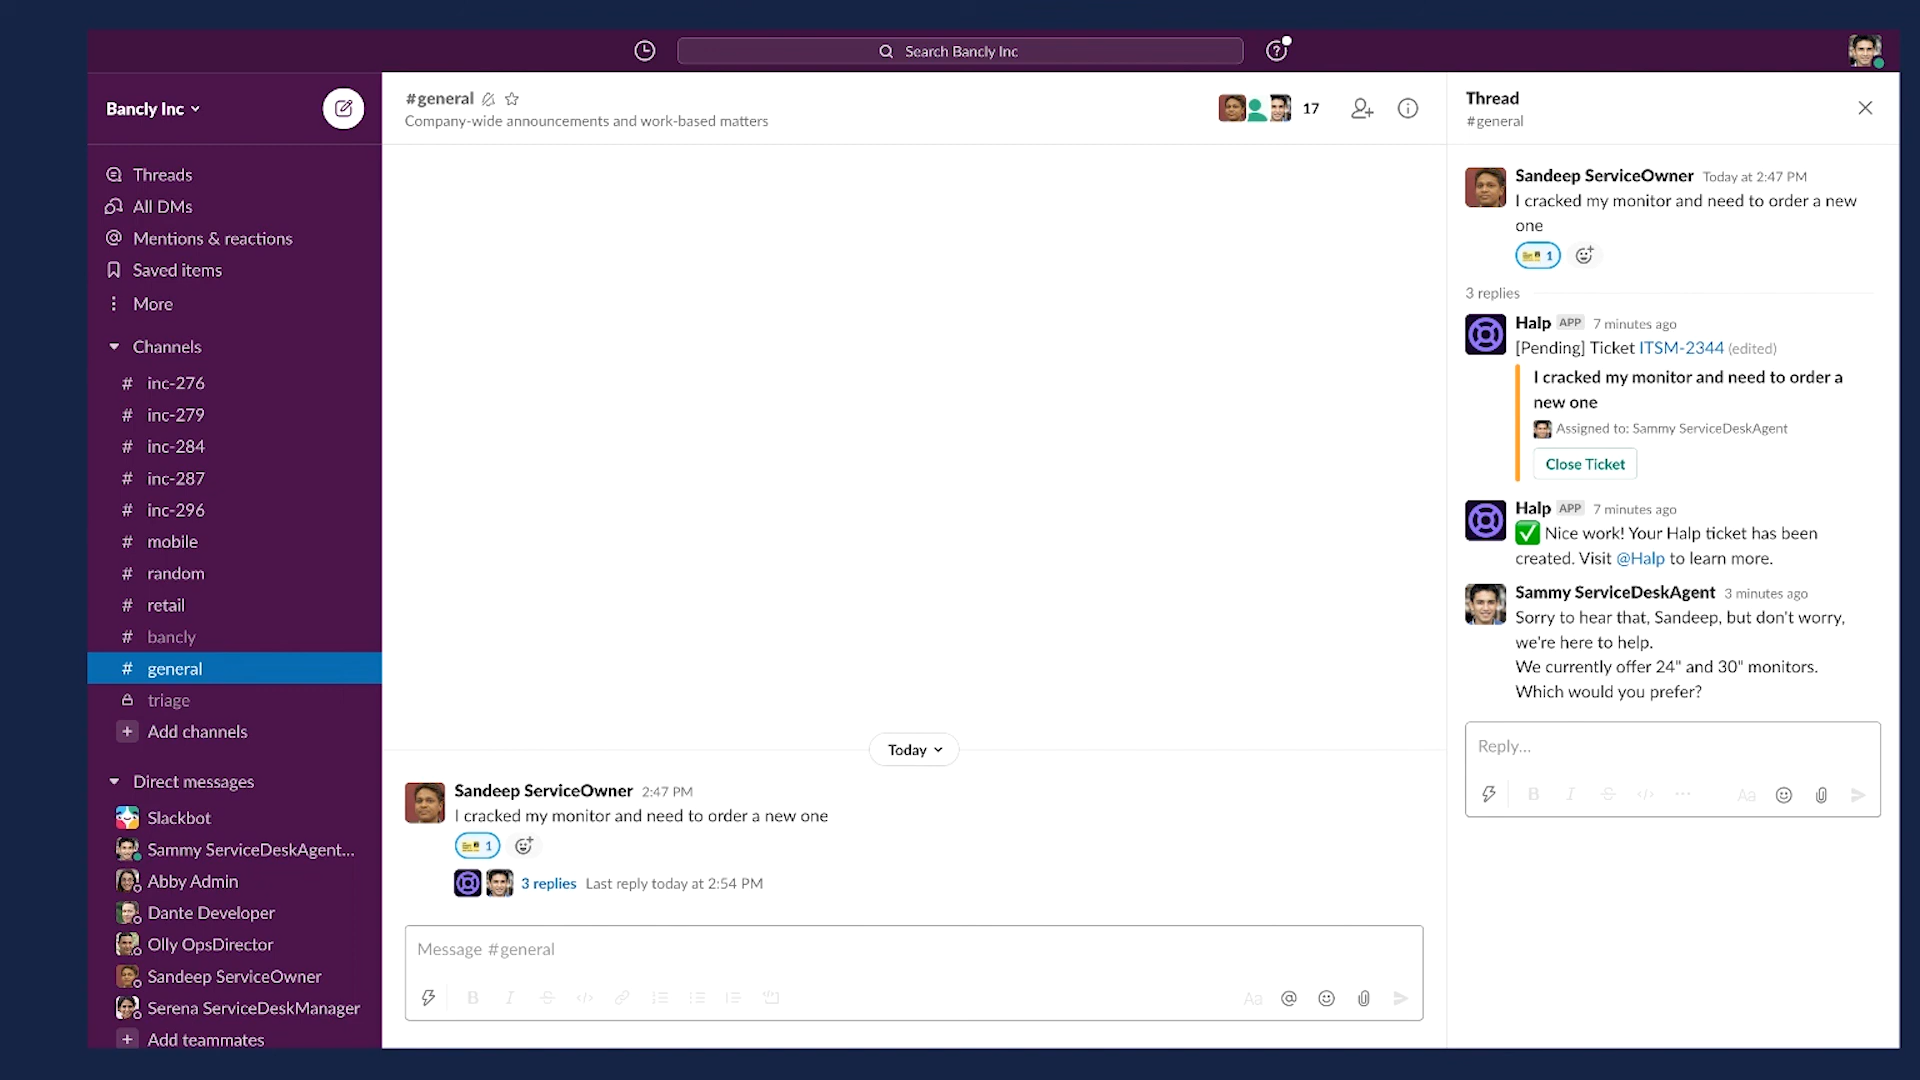 Search Bancly Inc
Bancly Inc
Threads
All DMs
Mentions & reactions
Saved items
More
Channels
# inc-276
# inc-279
# inc-284
# inc-287
# inc-296
# mobile
# random
# retail
# bancly
# general
triage
+ Add channels
Direct messages
Slackbot
Sammy ServiceDeskAgent...
Abby Admin
Dante Developer
Olly OpsDirector
Sandeep ServiceOwner
Serena ServiceDeskManager
+ Add teammates
#general
Company-wide announcements and work-based matters
17
Today
Sandeep ServiceOwner 2:47 PM
I cracked my monitor and need to order a new one
1
3 replies Last reply today at 2:54 PM
Message #general
B I S </> Aa @
Thread
#general
Sandeep ServiceOwner Today at 2:47 PM
I cracked my monitor and need to order a new
one
1
3 replies
Halp APP 7 minutes ago
[Pending] Ticket ITSM-2344 (edited)
I cracked my monitor and need to order a
new one
Assigned to: Sammy ServiceDeskAgent
Close Ticket
Halp APP 7 minutes ago
Nice work! Your Halp ticket has been
created. Visit @Halp to learn more.
Sammy ServiceDeskAgent 3 minutes ago
Sorry to hear that, Sandeep, but don't worry,
we're here to help.
We currently offer 24" and 30" monitors.
Which would you prefer?
Reply...
B I S </> ... Aa